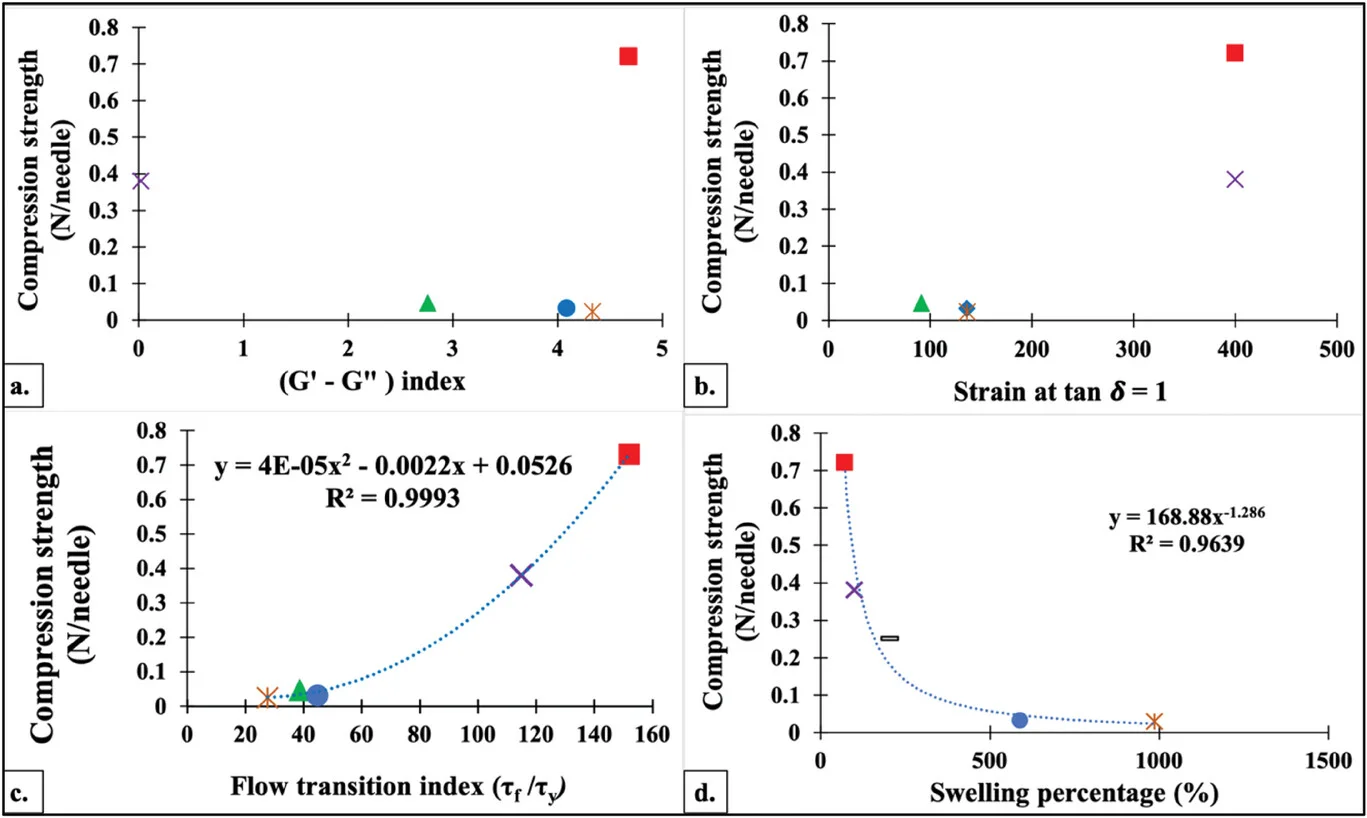 Compression strength
(N/needle)
0.8
0.7
0.6
0.5
0.4
0.3
0.2
0.1
0
0 1 2 3 4 5
(G' - G" ) index
a.
Compression strength
(N/needle)
0.8
0.7
0.6
0.5
0.4
0.3
0.2
0.1
0
0 100 200 300 400 500
Strain at tan δ = 1
b.
Compression strength
(N/needle)
0.8
0.7
0.6
0.5
0.4
0.3
0.2
0.1
0
y = 4E-05x² - 0.0022x + 0.0526
R² = 0.9993
0 20 40 60 80 100 120 140 160
Flow transition index (τf /τy)
c.
Compression strength
(N/needle)
0.8
0.7
0.6
0.5
0.4
0.3
0.2
0.1
0
y = 168.88x-1.286
R² = 0.9639
0 500 1000 1500
Swelling percentage (%)
d.